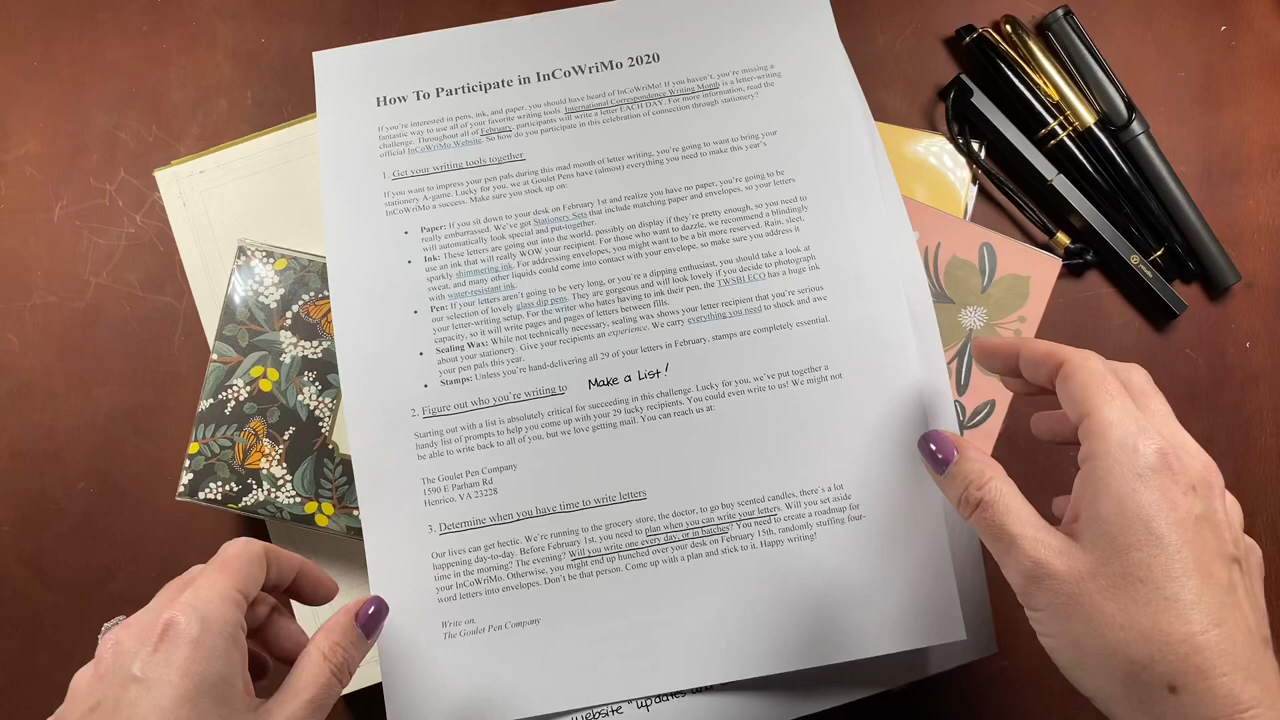 How To Participate in InCoWriMo 2020
If you're interested in pens, ink, and paper, you should have heard of InCoWriMo! If you haven't, you're missing a
fantastic way to use all of your favorite writing tools. International Correspondence Writing Month is a letter-writing
challenge. Throughout all of February, participants will write a letter EACH DAY. For more information, read the
official InCoWriMo Website. So how do you participate in this celebration of connection through stationery?
1. Get your writing tools together
If you want to impress your pen pals during this mad month of letter writing, you're going to want to bring your
stationery A-game. Lucky for you, we at Goulet Pens have (almost) everything you need to make this year's
InCoWriMo a success. Make sure you stock up on:
• Paper: If you sit down to your desk on February 1st and realize you have no paper, you're going to be
really embarrassed. We've got Stationery Sets that include matching paper and envelopes, so your letters
will automatically look special and put-together.
• Ink: These letters are going out into the world, possibly on display if they're pretty enough, so you need to
use an ink that will really WOW your recipient. For those who want to dazzle, we recommend a blindingly
sparkly shimmering ink. For addressing envelopes, you might want to be a bit more reserved. Rain, sleet,
sweat, and many other liquids could come into contact with your envelope, so make sure you address it
with water-resistant ink.
• Pen: If your letters aren't going to be very long, or you're a dipping enthusiast, you should take a look at
our selection of lovely glass dip pens. They are gorgeous and will look lovely if you decide to photograph
your letter-writing setup. For the writer who hates having to ink their pen, the TWSBI ECO has a huge ink
capacity, so it will write pages and pages of letters between fills.
• Sealing Wax: While not technically necessary, sealing wax shows your letter recipient that you're serious
about your stationery. Give your recipients an experience. We carry everything you need to shock and awe
your pen pals this year.
• Stamps: Unless you're hand-delivering all 29 of your letters in February, stamps are completely essential.
2. Figure out who you're writing to Make a List!
Starting out with a list is absolutely critical for succeeding in this challenge. Lucky for you, we've put together a
handy list of prompts to help you come up with your 29 lucky recipients. You could even write to us! We might not
be able to write back to all of you, but we love getting mail. You can reach us at:
The Goulet Pen Company
1590 E Parham Rd
Henrico, VA 23228
3. Determine when you have time to write letters
Our lives can get hectic. We're running to the grocery store, the doctor, to go buy scented candles, there's a lot
happening day-to-day. Before February 1st, you need to plan when you can write your letters. Will you set aside
time in the morning? The evening? Will you write one every day, or in batches? You need to create a roadmap for
your InCoWriMo. Otherwise, you might end up hunched over your desk on February 15th, randomly stuffing four-
word letters into envelopes. Don't be that person. Come up with a plan and stick to it. Happy writing!
Write on,
The Goulet Pen Company
website "updates